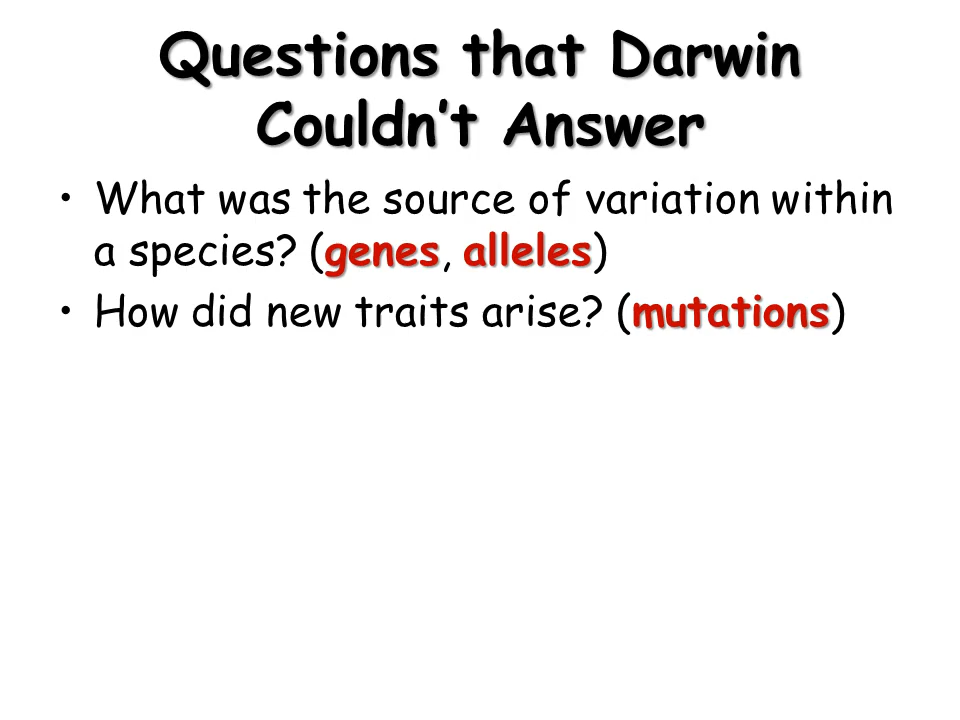 Questions that Darwin
Couldn’t Answer
• What was the source of variation within
a species? (genes, alleles)
• How did new traits arise? (mutations)